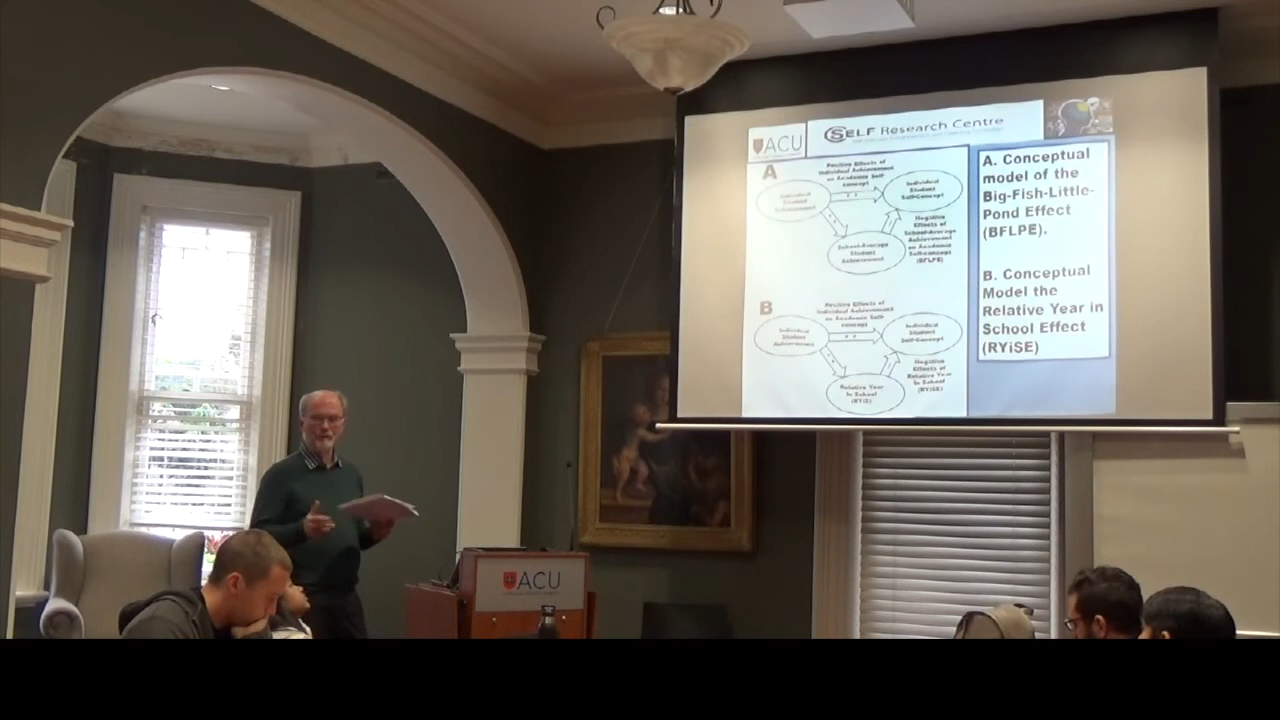 ACU
SELF Research Centre
A
Positive Effects of
Individual Achievement
on Academic Self-
concept
Individual
Student
Achievement
+ +
Individual
Student
Self-Concept
Negative
Effects of
School-Average
Achievement
on Academic
Self-concept
(BFLPE)
School-Average
Student
Achievement
B
Positive Effects of
Individual Achievement
on Academic Self-
concept
Individual
Student
Achievement
+ +
Individual
Student
Self-Concept
Negative
Effects of
Relative Year
In School
(RYiSE)
Relative Year
In School
(RYiS)
A. Conceptual
model of the
Big-Fish-Little-
Pond Effect
(BFLPE).
B. Conceptual
Model the
Relative Year in
School Effect
(RYiSE)
ACU